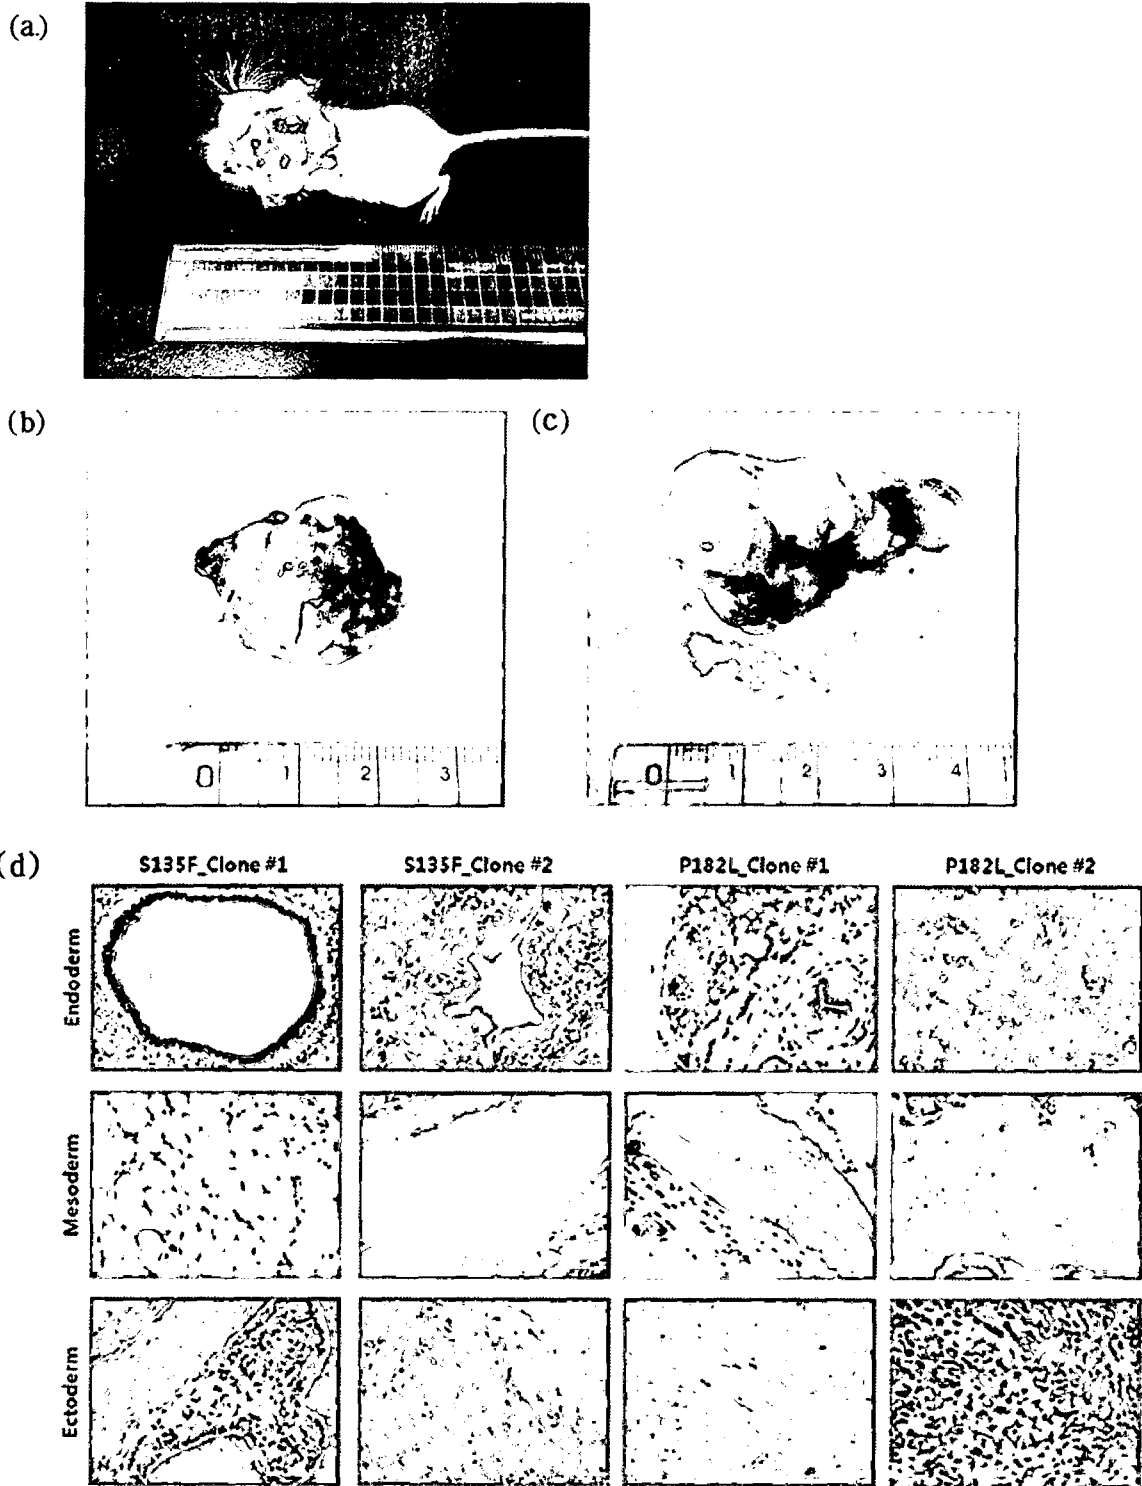 (a.)
(b)
(c)
0 1 2 3
0 1 2 3 4
(d)
S135F_Clone #1 S135F_Clone #2 P182L_Clone #1 P182L_Clone #2
Endoderm
Mesoderm
Ectoderm